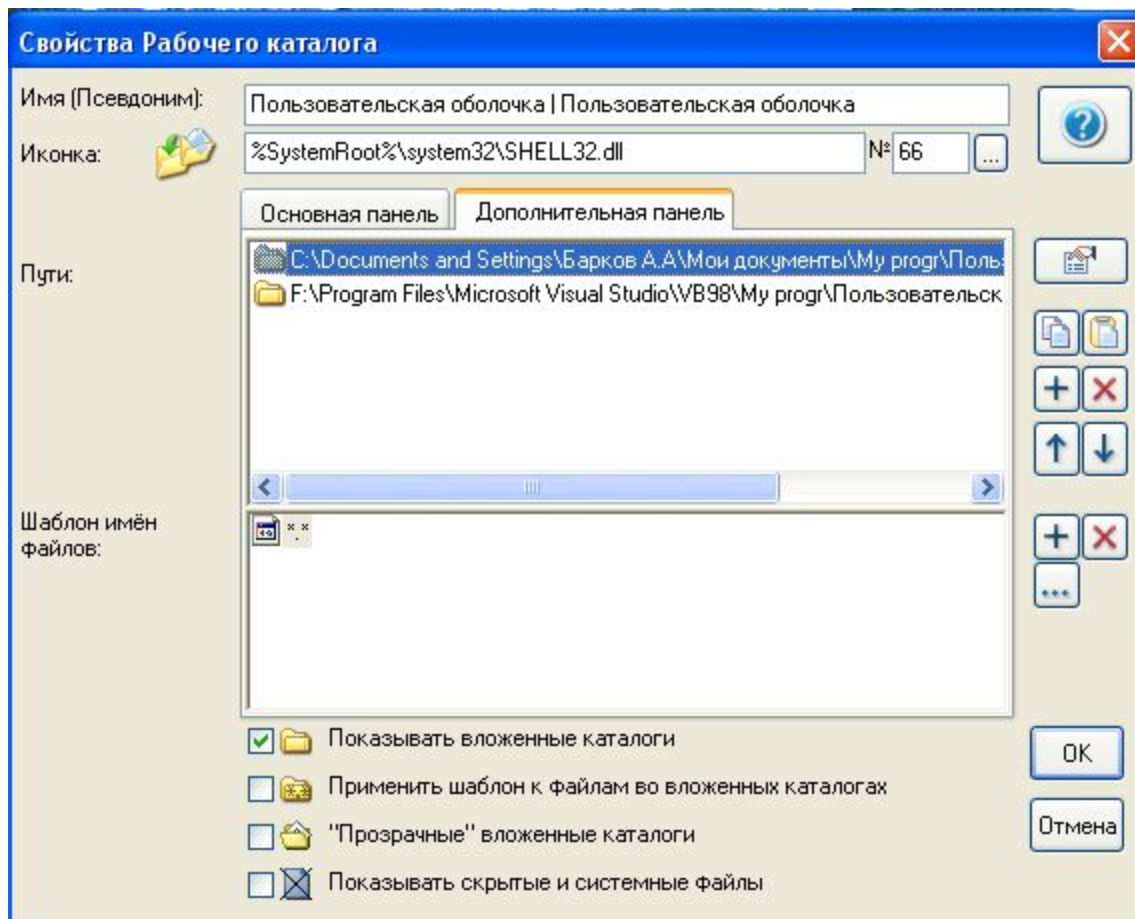 Свойства Рабочего каталога
Имя (Псевдоним):
Пользовательская оболочка | Пользовательская оболочка
Иконка:
%SystemRoot%\system32\SHELL32.dll
№ 66
...
Основная панель
Дополнительная панель
Пути:
C:\Documents and Settings\Барков А.А\Мои документы\My progr\Поль
F:\Program Files\Microsoft Visual Studio\VB98\My progr\Пользовательск
Шаблон имён
файлов:
*.*
...
Показывать вложенные каталоги
Применить шаблон к файлам во вложенных каталогах
"Прозрачные" вложенные каталоги
Показывать скрытые и системные файлы
OK
Отмена